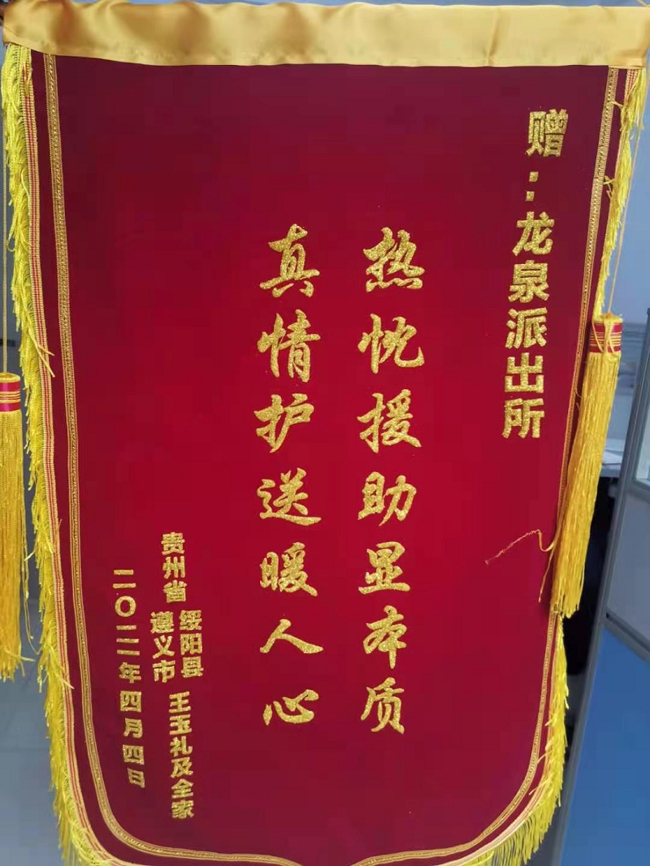 赠:龙泉派出所
热忱援助显本质
真情护送暖人心
贵州省遵义市绥阳县王玉礼及全家
二〇二二年四月四日